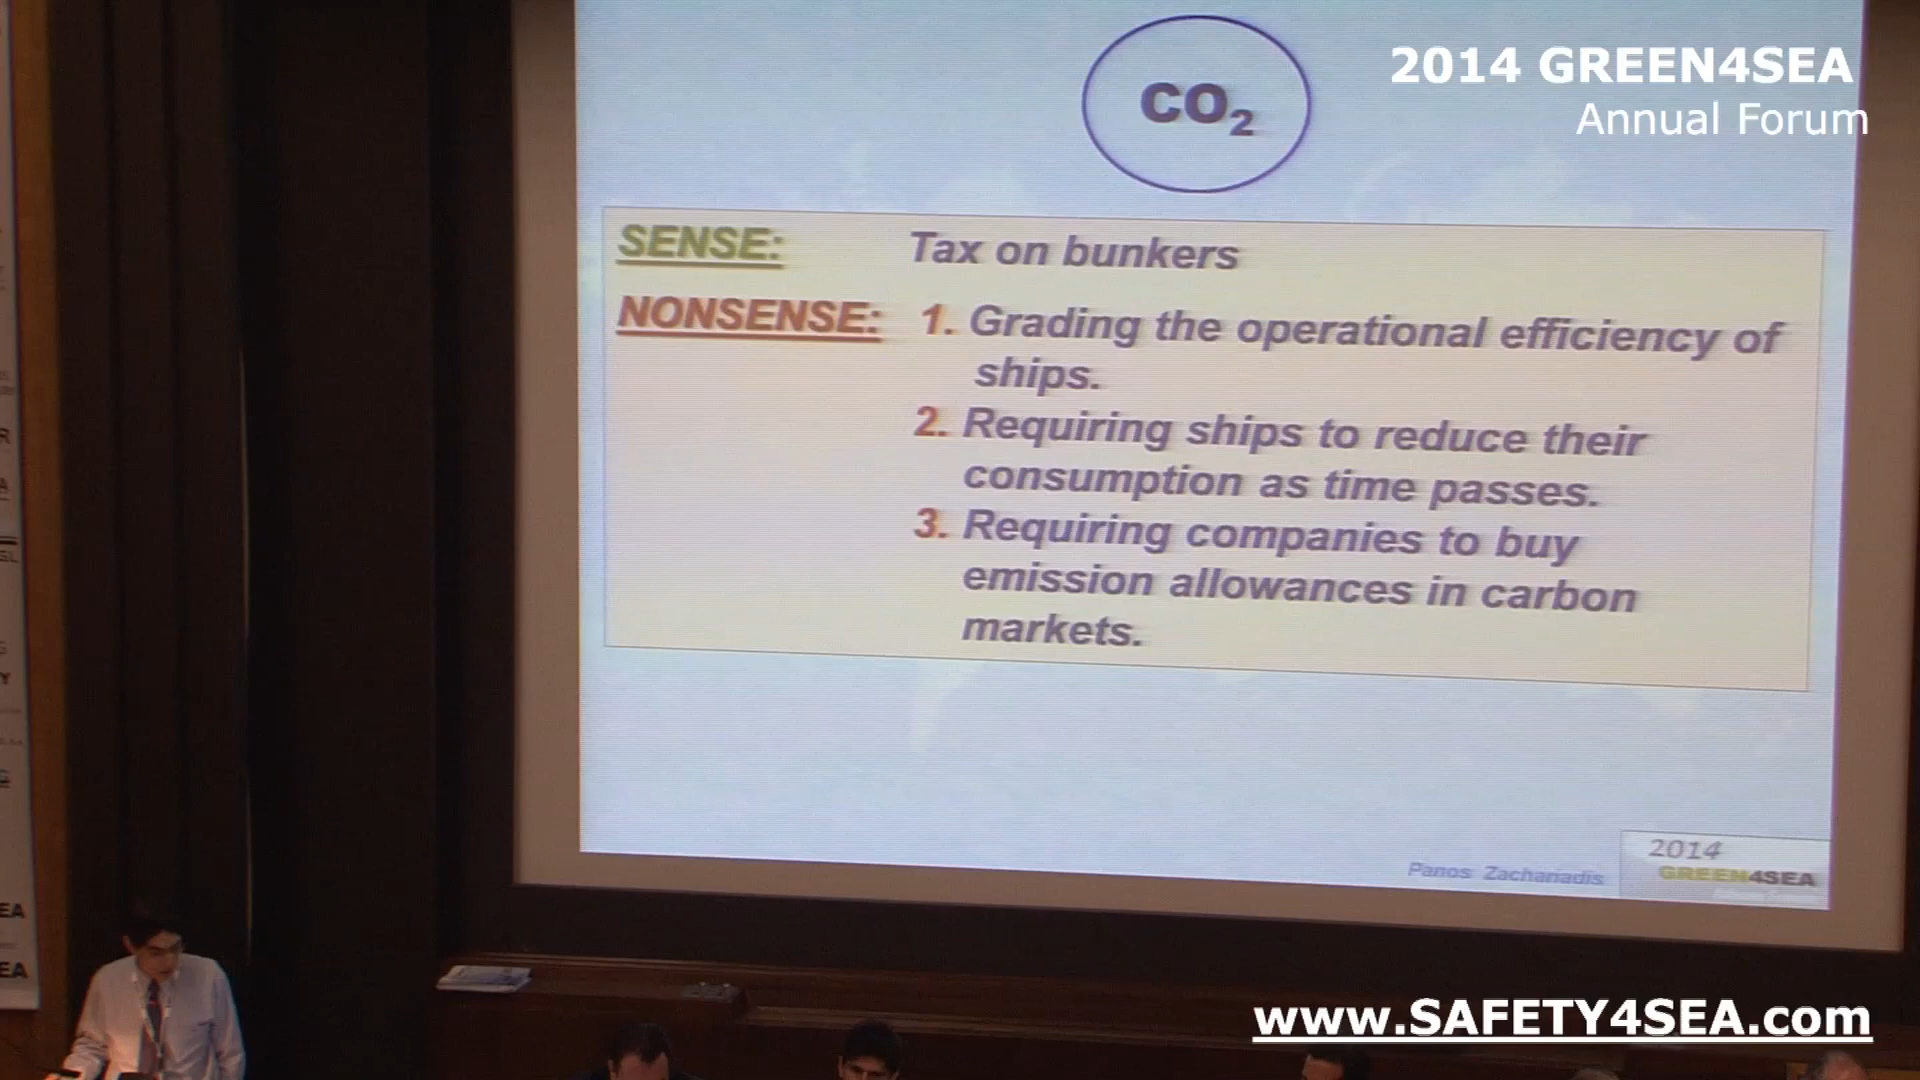 2014 GREEN4SEA
Annual Forum
CO₂
SENSE: Tax on bunkers
NONSENSE: 1. Grading the operational efficiency of
ships.
2. Requiring ships to reduce their
consumption as time passes.
3. Requiring companies to buy
emission allowances in carbon
markets.
Panos Zachariadis
2014
GREEN4SEA
EA
EA
www.SAFETY4SEA.com